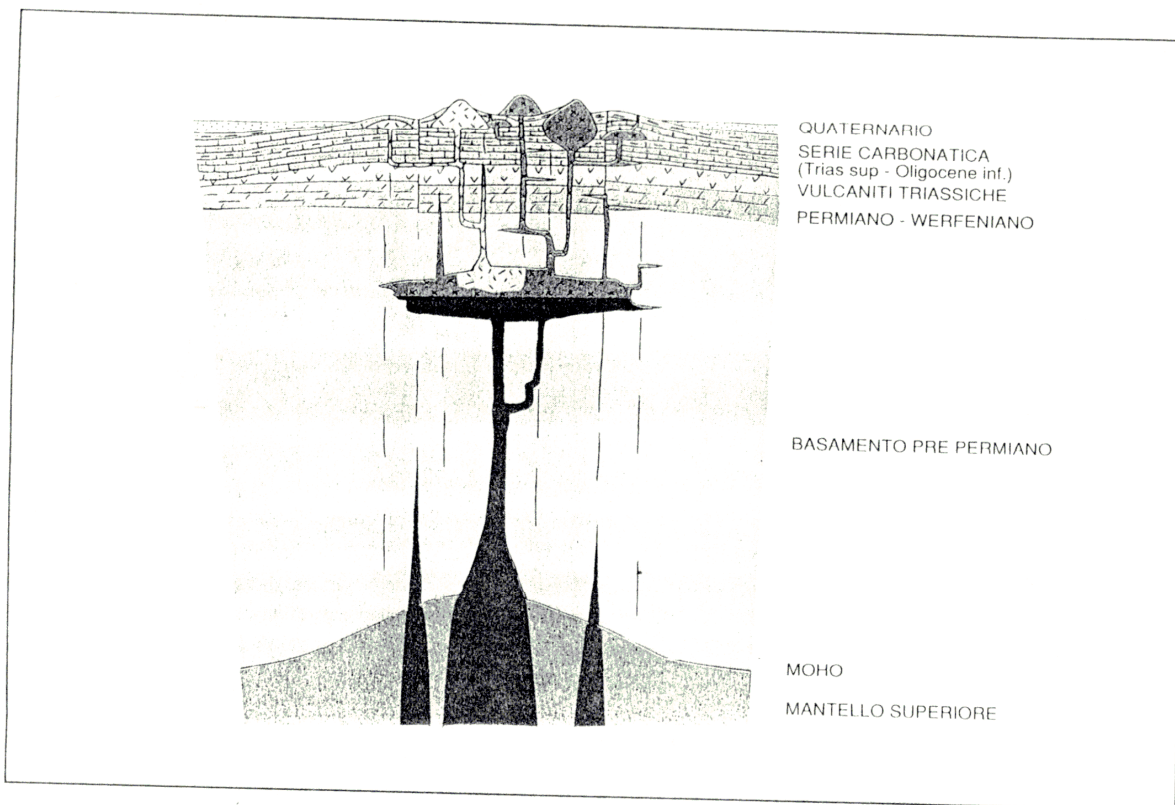 QUATERNARIO
SERIE CARBONATICA
(Trias sup - Oligocene inf.)
VULCANITI TRIASSICHE
PERMIANO - WERFENIANO
BASAMENTO PRE PERMIANO
MOHO
MANTELLO SUPERIORE